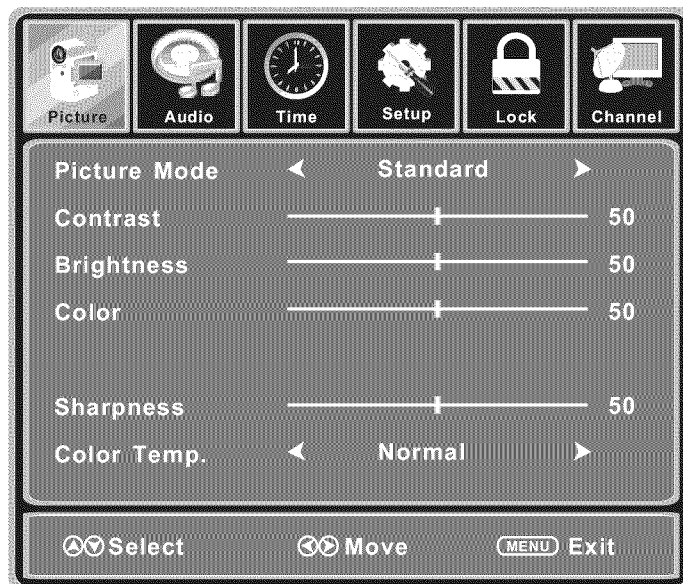 Picture Audio Time Setup Lock Channel
Picture Mode Standard
Contrast 50
Brightness 50
Color 50
Sharpness 50
Color Temp. Normal
Select Move MENU Exit